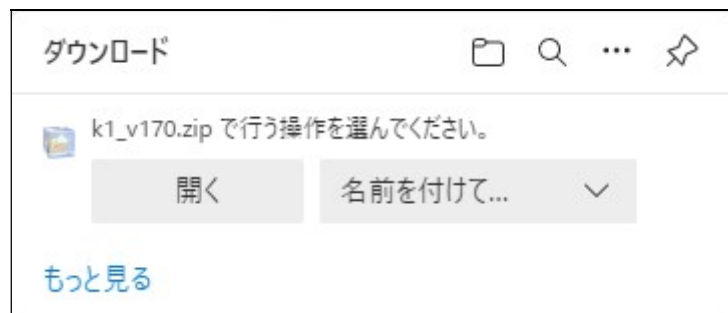 ダウンロード
k1_v170.zip で行う操作を選んでください。
開く
名前を付けて...
もっと見る